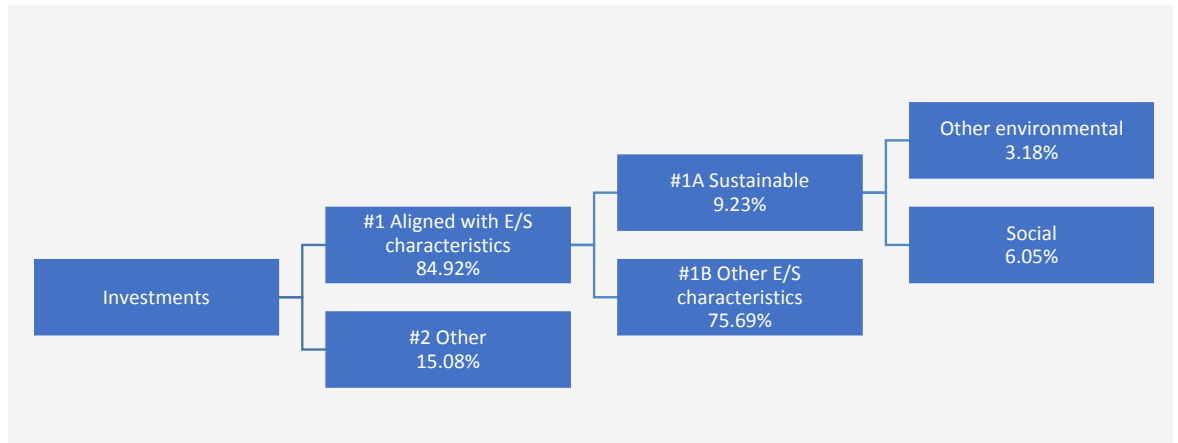 Investments
#1 Aligned with E/S
characteristics
84.92%
#2 Other
15.08%
#1A Sustainable
9.23%
#1B Other E/S
characteristics
75.69%
Other environmental
3.18%
Social
6.05%